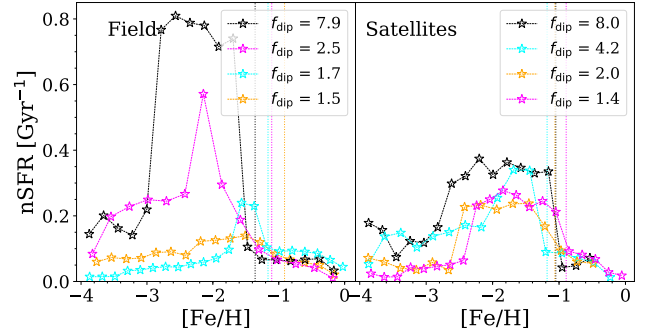 nSFR [Gyr⁻¹]
0.8
0.6
0.4
0.2
0.0
Field
f_dip = 7.9
f_dip = 2.5
f_dip = 1.7
f_dip = 1.5
Satellites
f_dip = 8.0
f_dip = 4.2
f_dip = 2.0
f_dip = 1.4
−4 −3 −2 −1 0
−4 −3 −2 −1 0
[Fe/H]
[Fe/H]